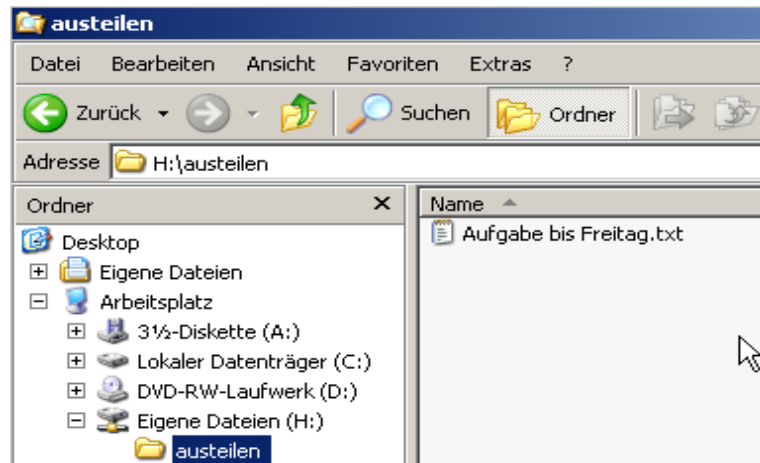 austeilen
Datei Bearbeiten Ansicht Favoriten Extras ?
Zurück Suchen Ordner
Adresse H:\austeilen
Ordner
Desktop
Eigene Dateien
Arbeitsplatz
3½-Diskette (A:)
Lokaler Datenträger (C:)
DVD-RW-Laufwerk (D:)
Eigene Dateien (H:)
austeilen
Name
Aufgabe bis Freitag.txt